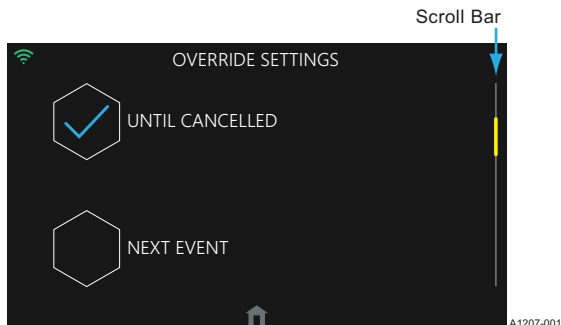 Scroll Bar
OVERRIDE SETTINGS
UNTIL CANCELLED
NEXT EVENT
A1207-001